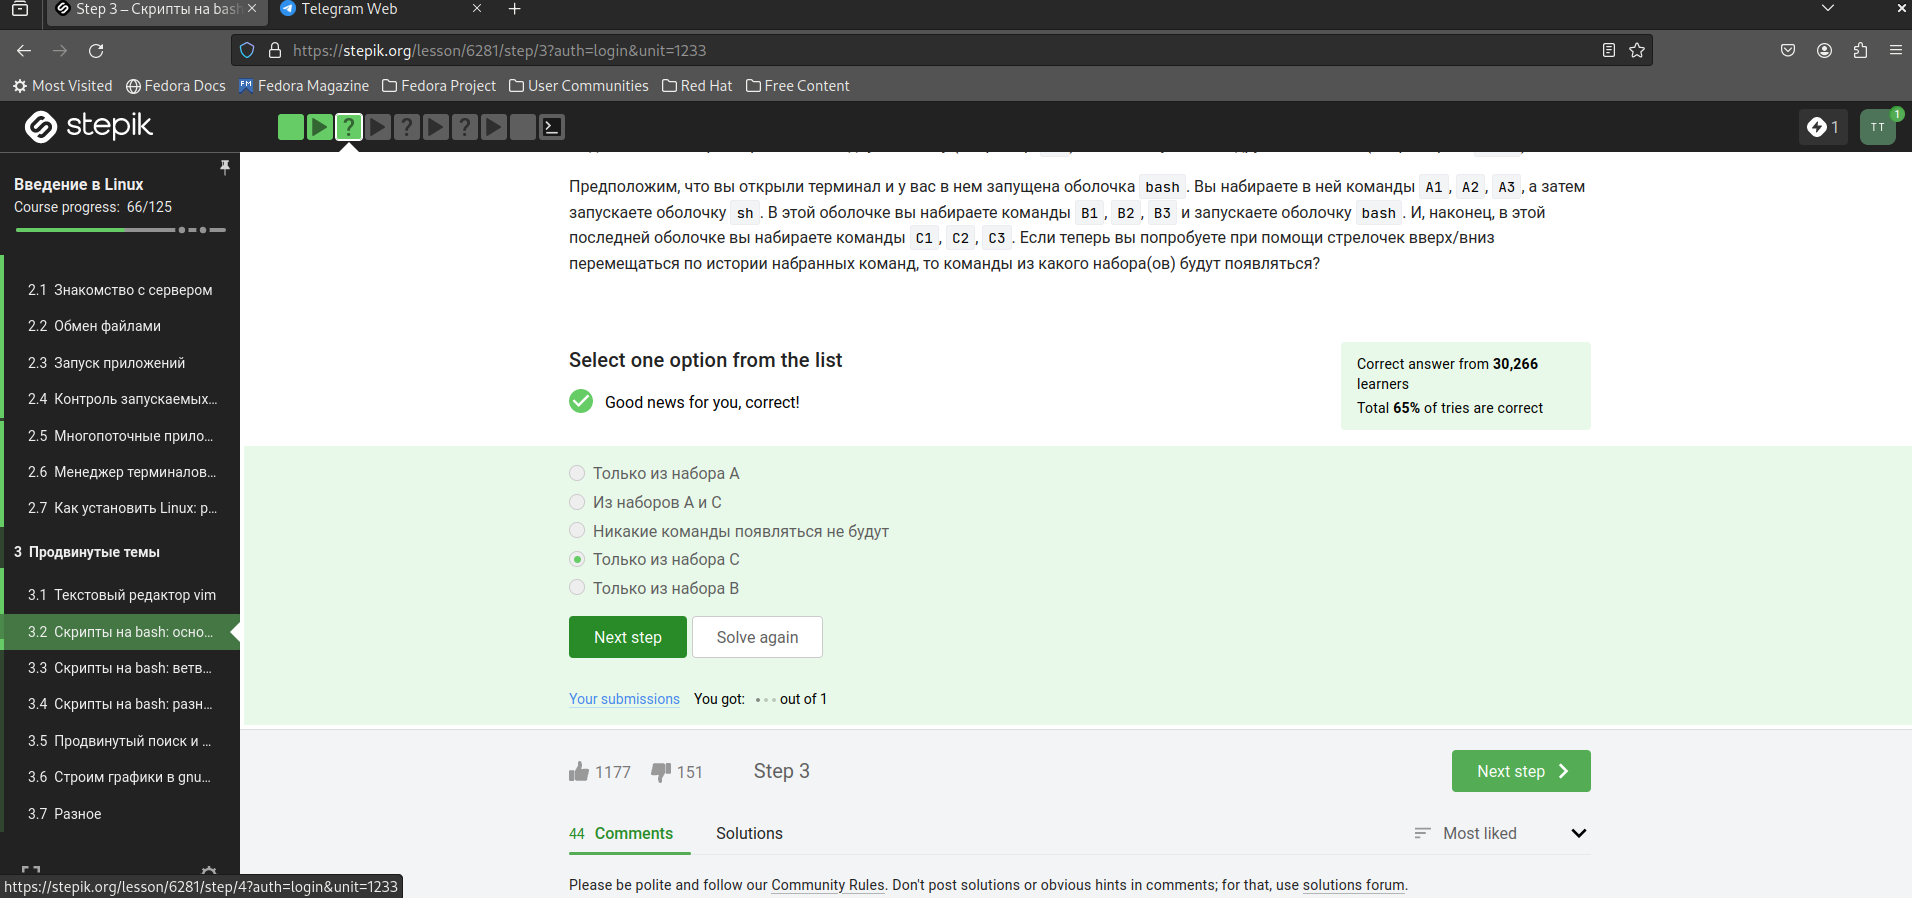 Step 3 – Скрипты на bash
Telegram Web
https://stepik.org/lesson/6281/step/3?auth=login&unit=1233
Most Visited
Fedora Docs
Fedora Magazine
Fedora Project
User Communities
Red Hat
Free Content
stepik
1
TT
1
Введение в Linux
Course progress: 66/125
2.1 Знакомство с сервером
2.2 Обмен файлами
2.3 Запуск приложений
2.4 Контроль запускаемых...
2.5 Многопоточные прило...
2.6 Менеджер терминалов...
2.7 Как установить Linux: р...
3 Продвинутые темы
3.1 Текстовый редактор vim
3.2 Скрипты на bash: осно...
3.3 Скрипты на bash: ветв...
3.4 Скрипты на bash: разн...
3.5 Продвинутый поиск и ...
3.6 Строим графики в gnu...
3.7 Разное
https://stepik.org/lesson/6281/step/4?auth=login&unit=1233
Предположим, что вы открыли терминал и у вас в нем запущена оболочка bash. Вы набираете в ней команды A1, A2, A3, а затем
запускаете оболочку sh. В этой оболочке вы набираете команды B1, B2, B3 и запускаете оболочку bash. И, наконец, в этой
последней оболочке вы набираете команды C1, C2, C3. Если теперь вы попробуете при помощи стрелочек вверх/вниз
перемещаться по истории набранных команд, то команды из какого набора(ов) будут появляться?
Select one option from the list
Good news for you, correct!
Correct answer from 30,266
learners
Total 65% of tries are correct
Только из набора A
Из наборов A и C
Никакие команды появляться не будут
Только из набора C
Только из набора B
Next step
Solve again
Your submissions You got: out of 1
1177
151
Step 3
Next step
44 Comments
Solutions
Most liked
Please be polite and follow our Community Rules. Don't post solutions or obvious hints in comments; for that, use solutions forum.